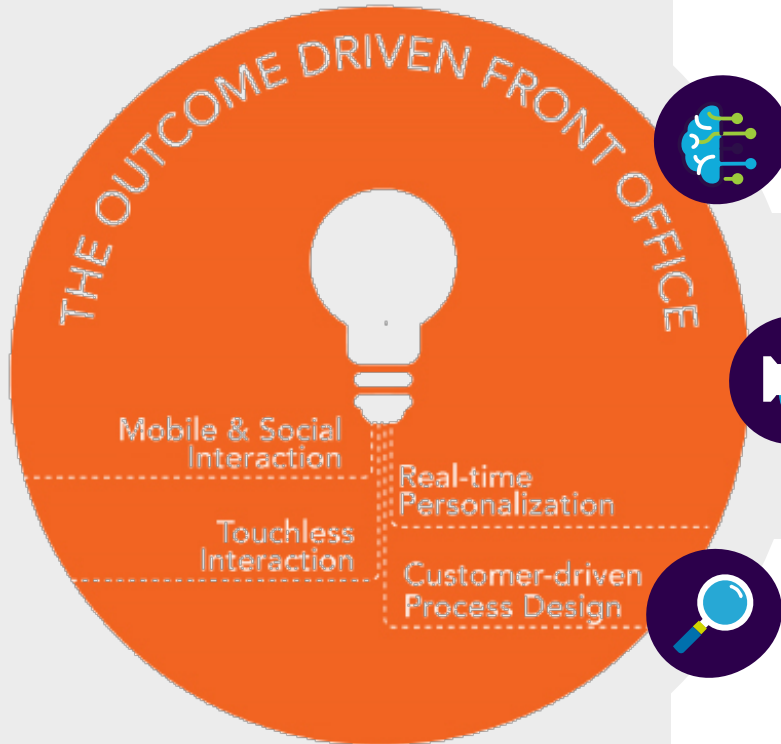 THE OUTCOME DRIVEN FRONT OFFICE
Mobile & Social
Interaction
Real-time
Personalization
Touchless
Interaction
Customer-driven
Process Design